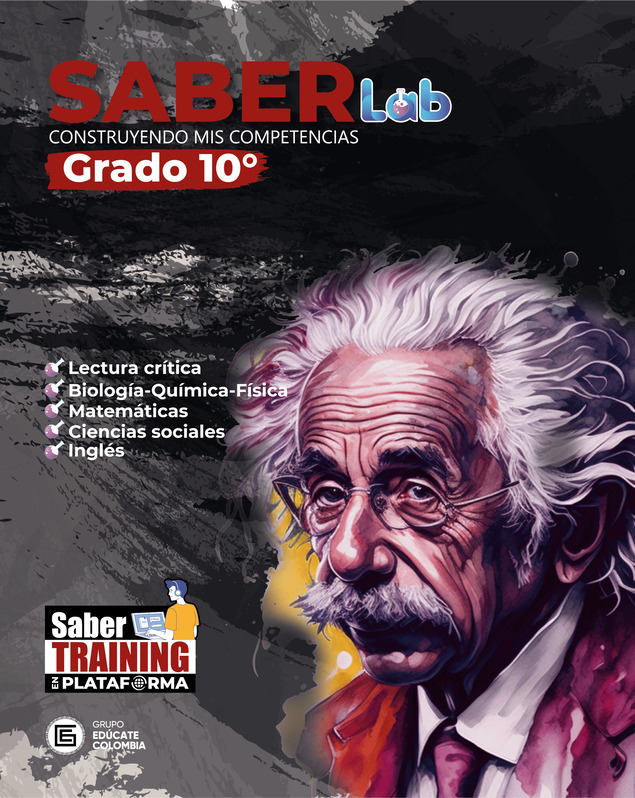 SABER Lab
CONSTRUYENDO MIS COMPETENCIAS
Grado 10°
Lectura crítica
Biología-Química-Física
Matemáticas
Ciencias sociales
Inglés
Saber
TRAINING
EN PLATAFORMA
GRUPO
EDÚCATE
COLOMBIA